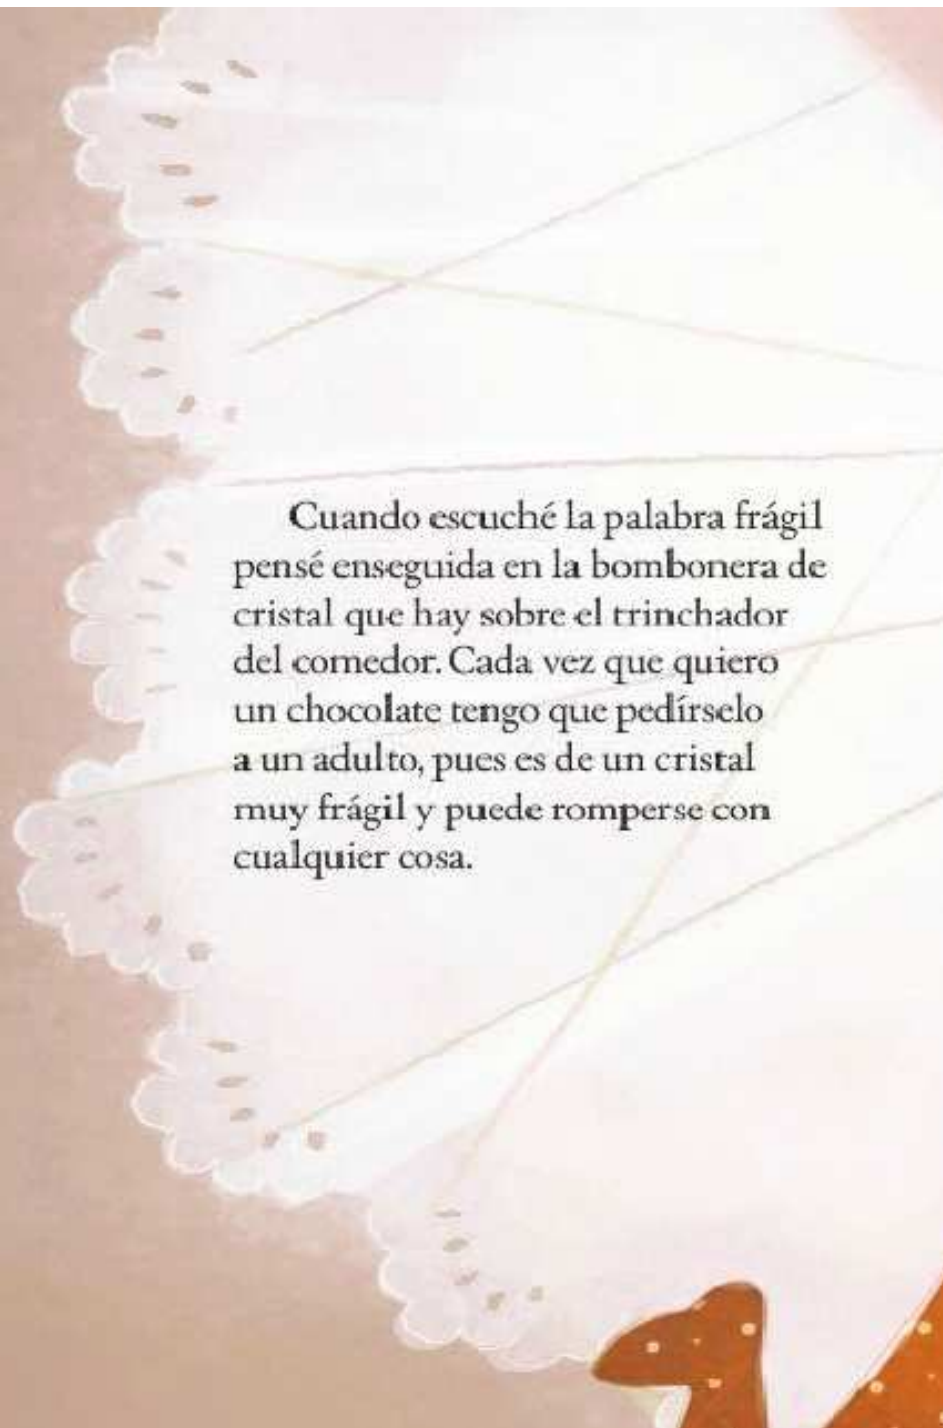 Cuando escuché la palabra frágil
pensé enseguida en la bombonera de
cristal que hay sobre el trinchador
del comedor. Cada vez que quiero
un chocolate tengo que pedírselo
a un adulto, pues es de un cristal
muy frágil y puede romperse con
cualquier cosa.